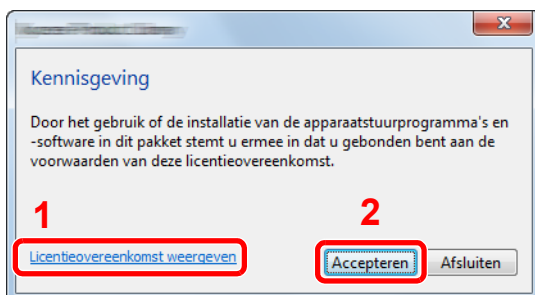 Kennisgeving
Door het gebruik of de installatie van de apparaatstuurprogramma's en
-software in dit pakket stemt u ermee in dat u gebonden bent aan de
voorwaarden van deze licentieovereenkomst.
1
2
Licentieovereenkomst weergeven
Accepteren Afsluiten